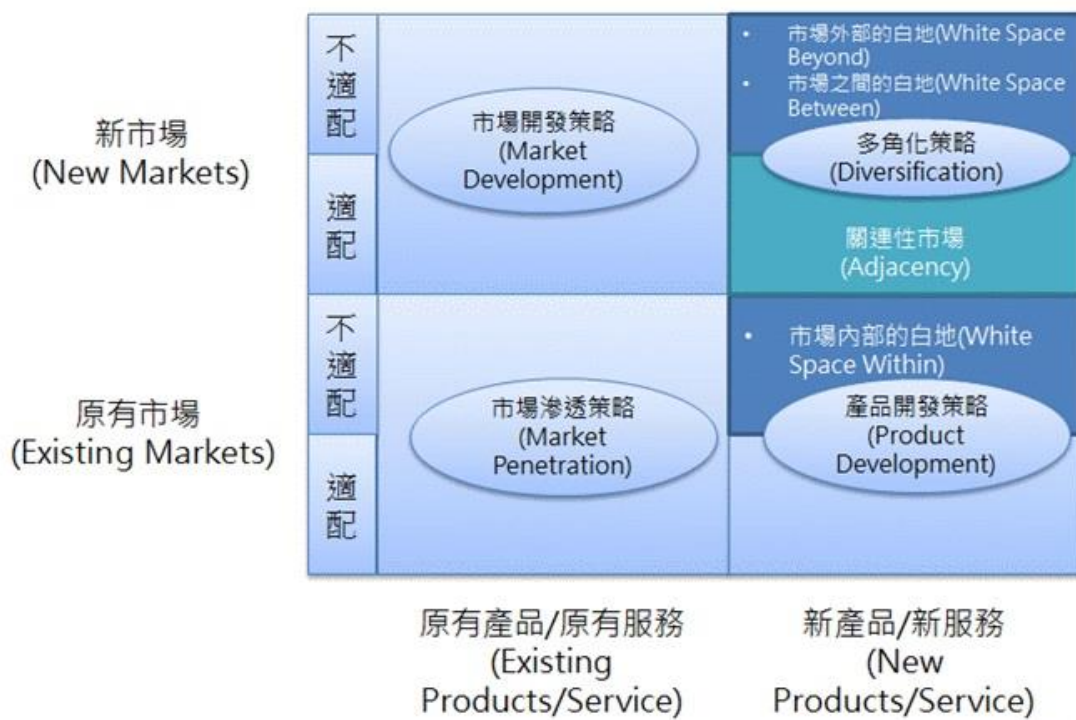 新市場
(New Markets)
不
適
配
適
配
市場開發策略
(Market
Development)
• 市場外部的白地(White Space
Beyond)
• 市場之間的白地(White Space
Between)
多角化策略
(Diversification)
關連性市場
(Adjacency)
原有市場
(Existing Markets)
不
適
配
適
配
市場滲透策略
(Market
Penetration)
• 市場內部的白地(White
Space Within)
產品開發策略
(Product
Development)
原有產品/原有服務
(Existing
Products/Service)
新產品/新服務
(New
Products/Service)